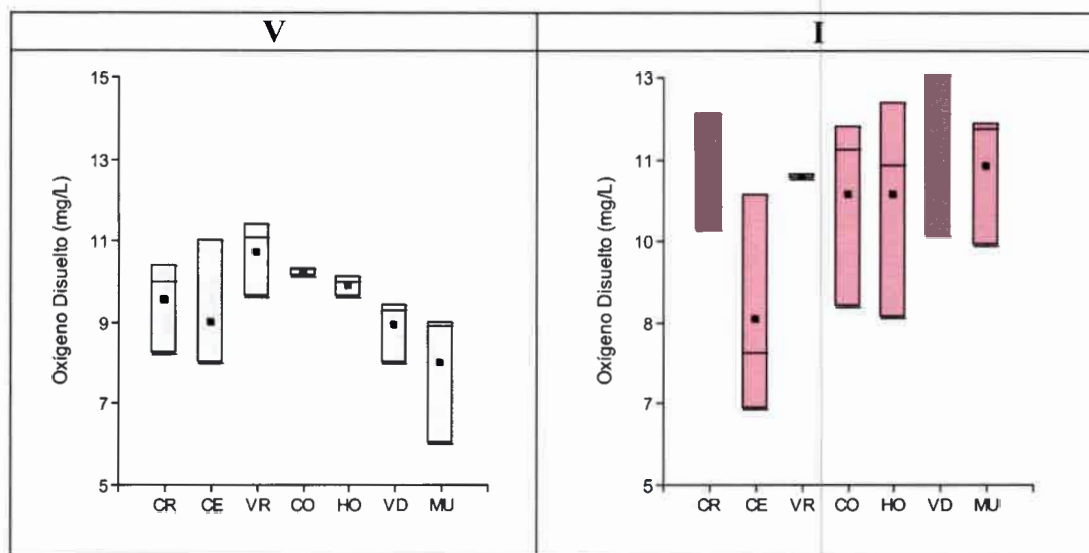 V
I
15
13
11
9
7
5
Oxígeno Disuelto (mg/L)
CR CE VR CO HO VD MU
13
11
10
8
7
5
Oxígeno Disuelto (mg/L)
CR CE VR CO HO VD MU